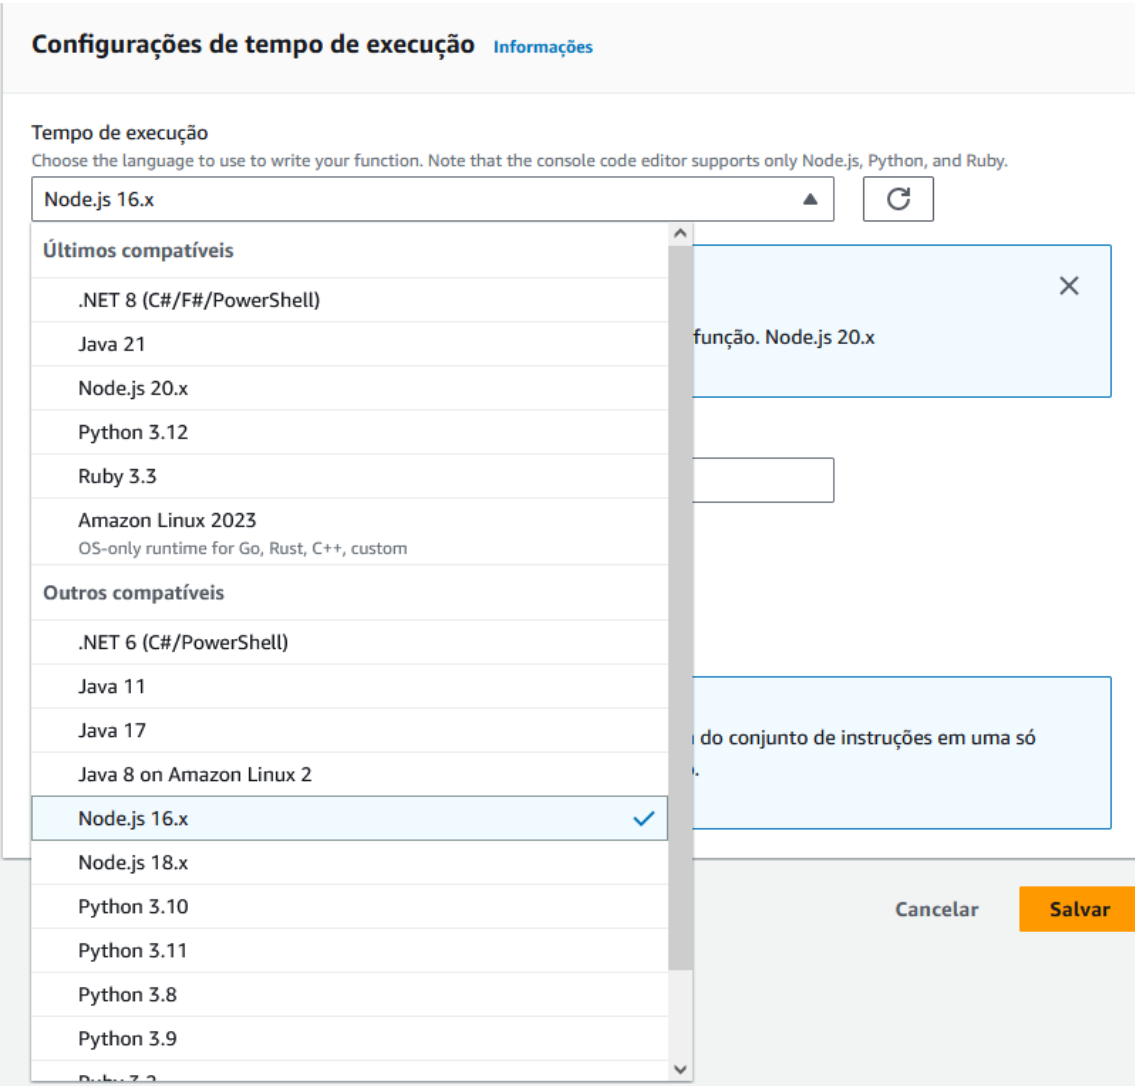 Configurações de tempo de execução Informações
Tempo de execução
Choose the language to use to write your function. Note that the console code editor supports only Node.js, Python, and Ruby.
Node.js 16.x
Últimos compatíveis
.NET 8 (C#/F#/PowerShell)
Java 21
função. Node.js 20.x
Node.js 20.x
Python 3.12
Ruby 3.3
Amazon Linux 2023
OS-only runtime for Go, Rust, C++, custom
Outros compatíveis
.NET 6 (C#/PowerShell)
Java 11
Java 17
do conjunto de instruções em uma só
Java 8 on Amazon Linux 2
Node.js 16.x
Node.js 18.x
Python 3.10
Cancelar Salvar
Python 3.11
Python 3.8
Python 3.9